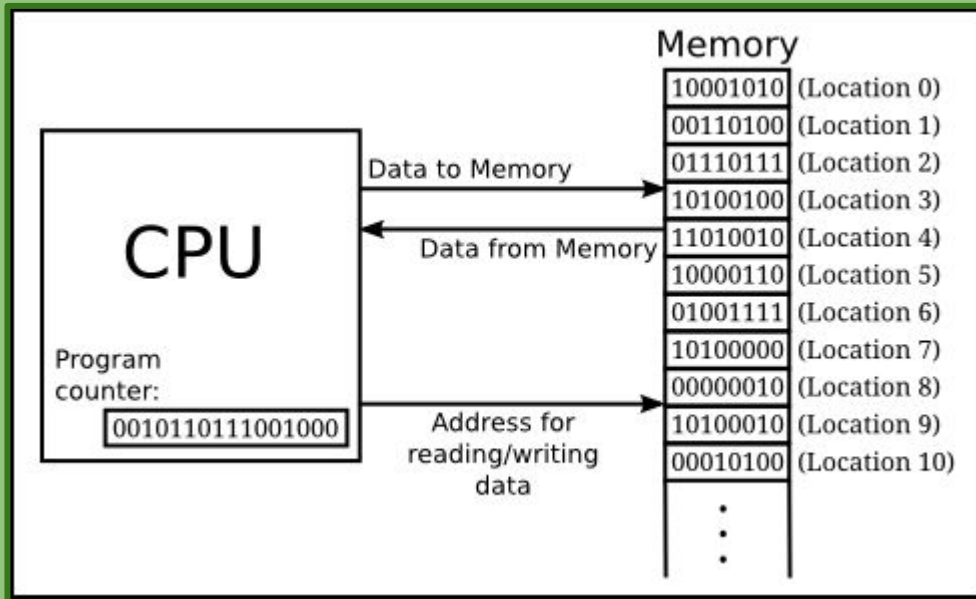 Memory
10001010 (Location 0)
00110100 (Location 1)
01110111 (Location 2)
10100100 (Location 3)
11010010 (Location 4)
10000110 (Location 5)
01001111 (Location 6)
10100000 (Location 7)
00000010 (Location 8)
10100010 (Location 9)
00010100 (Location 10)
Data to Memory
Data from Memory
CPU
Program
counter:
0010110111001000
Address for
reading/writing
data